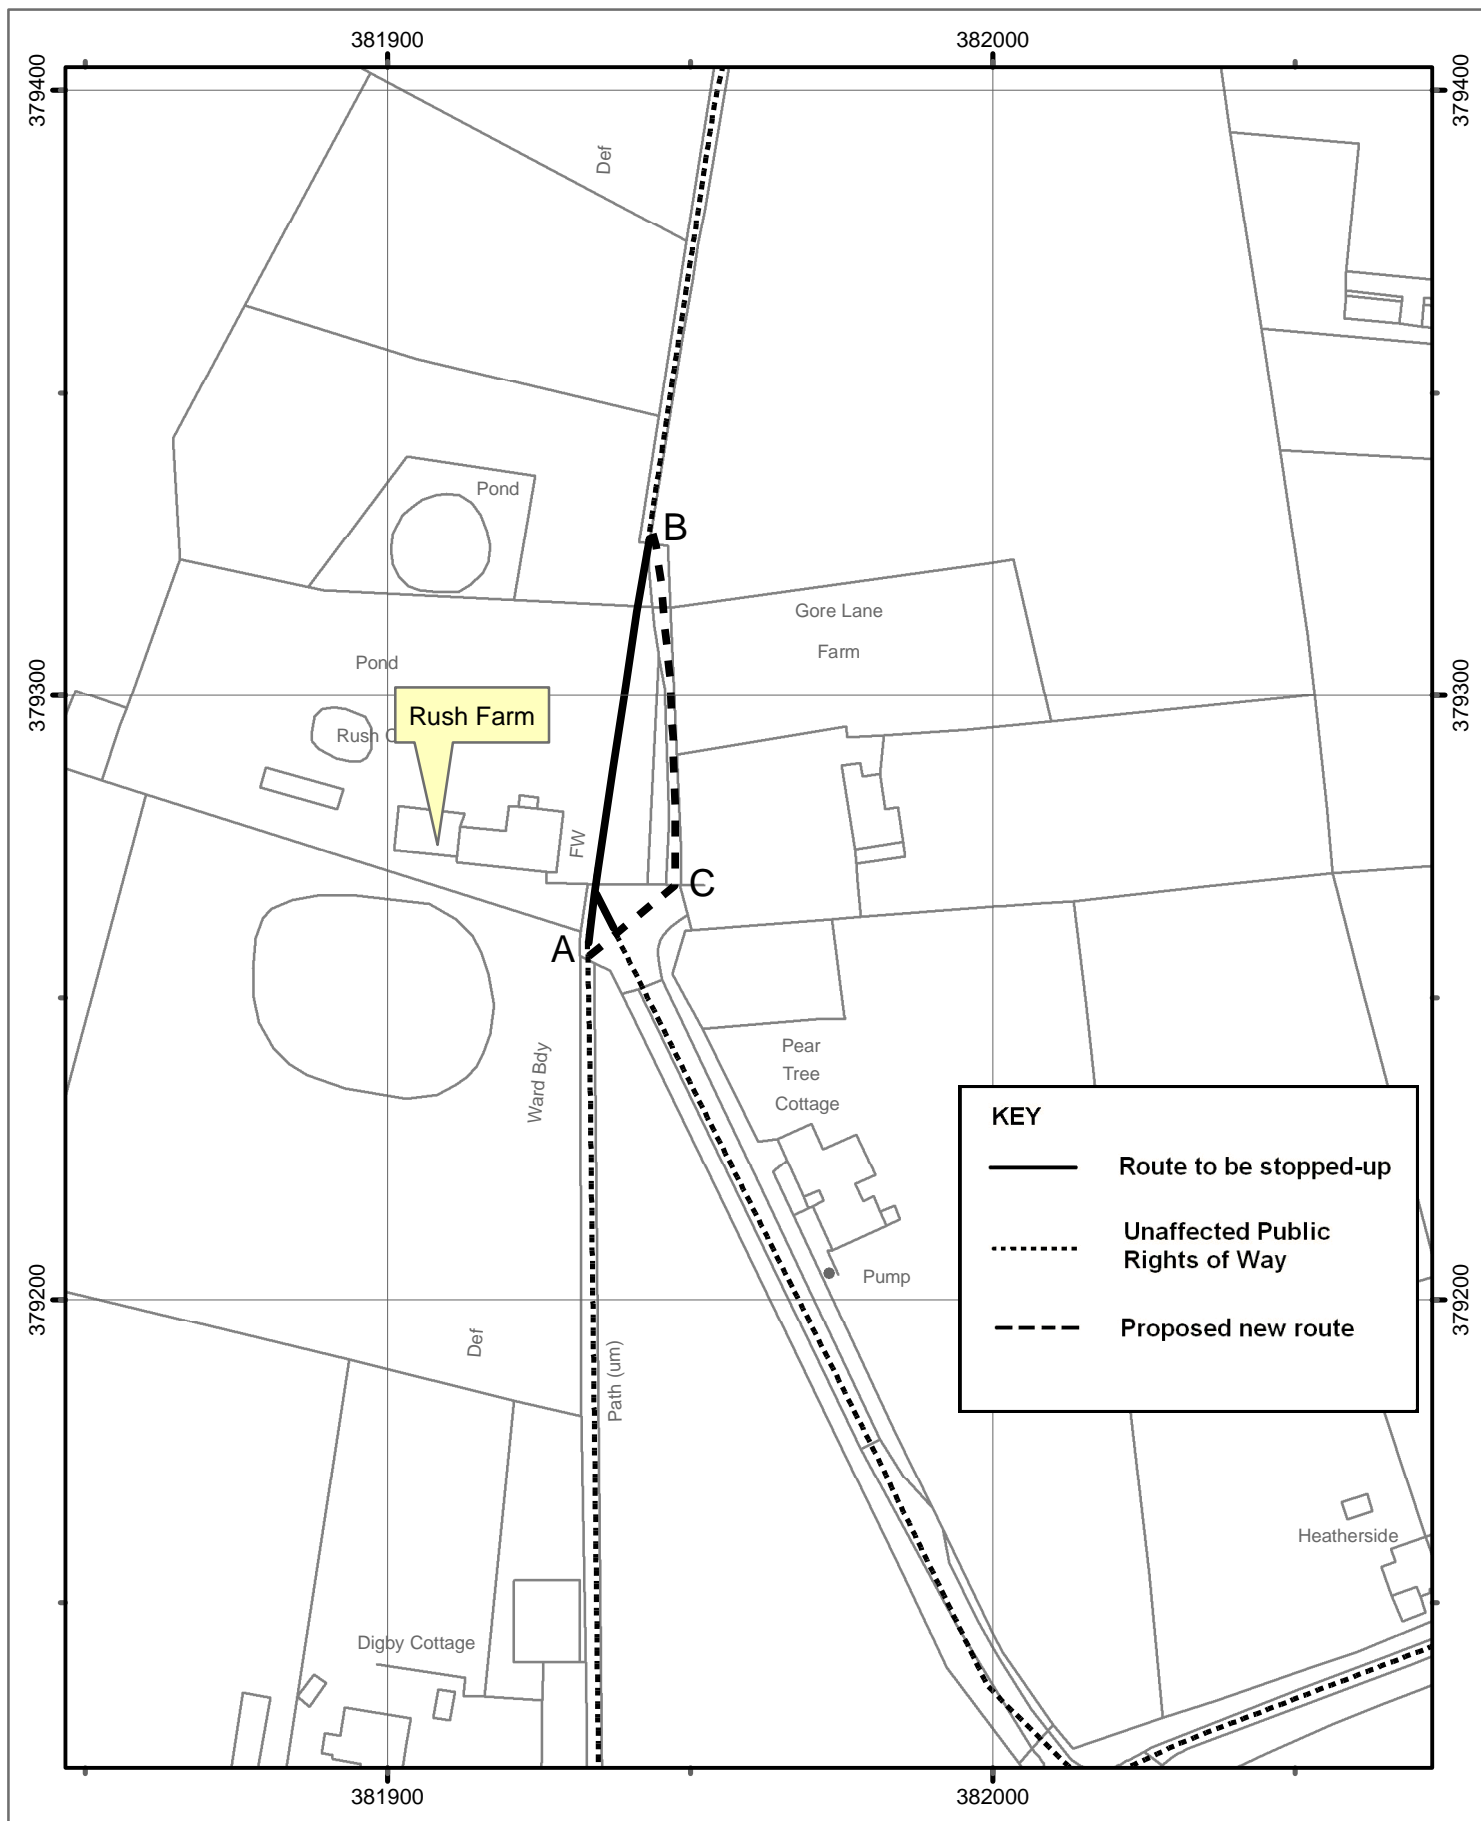 381900
382000
379400
379400
Def
Pond
B
Gore Lane
Farm
Pond
379300
379300
Rush Farm
Rush
FW
C
A
Pear
Tree
Cottage
Ward Bdy
KEY
Route to be stopped-up
Unaffected Public
Rights of Way
Proposed new route
Pump
379200
379200
Def
Path (um)
Heatherside
Digby Cottage
381900
382000